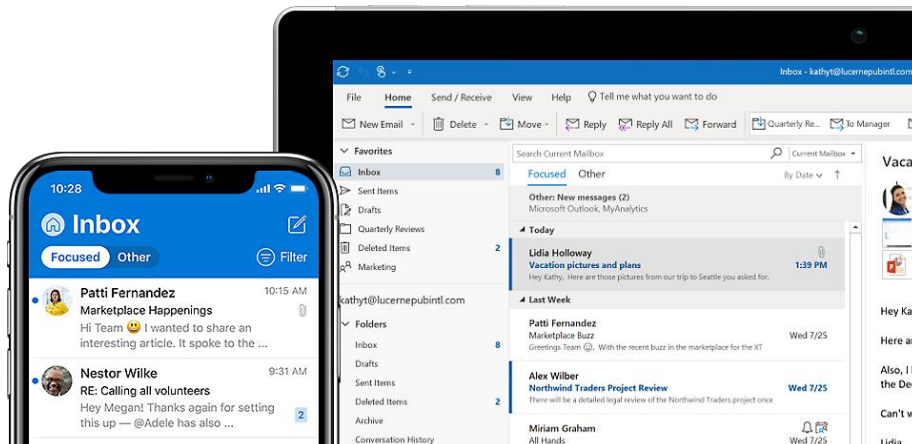 10:28
Inbox
Focused Other
Filter
Patti Fernandez 10:15 AM
Marketplace Happenings
Hi Team 😃 I wanted to share an
interesting article. It spoke to the ...
Nestor Wilke 9:31 AM
RE: Calling all volunteers
Hey Megan! Thanks again for setting
this up — @Adele has also ... 2
Inbox - kathyt@lucernepubintl.com
File Home Send / Receive View Help Tell me what you want to do
New Email Delete Move Reply Reply All Forward Quarterly Re... To Manager
Favorites
Inbox 8
Sent Items
Drafts
Quarterly Reviews
Deleted Items 2
Marketing
kathyt@lucernepubintl.com
Folders
Inbox 8
Drafts
Sent Items
Deleted Items 2
Archive
Conversation History
Search Current Mailbox Current Mailbox
Focused Other By Date
Other: New messages (2)
Microsoft Outlook, MyAnalytics
Today
Lidia Holloway
Vacation pictures and plans 1:39 PM
Hey Kathy, Here are those pictures from our trip to Seattle you asked for.
Last Week
Patti Fernandez
Marketplace Buzz Wed 7/25
Greetings Team ☺, With the recent buzz in the marketplace for the XT
Alex Wilber
Northwind Traders Project Review Wed 7/25
There will be a detailed legal review of the Northwind Traders project once
Miriam Graham
All Hands Wed 7/25
Vaca
Hey Ka
Here ar
Also, I
the De
Can't w
Lidia